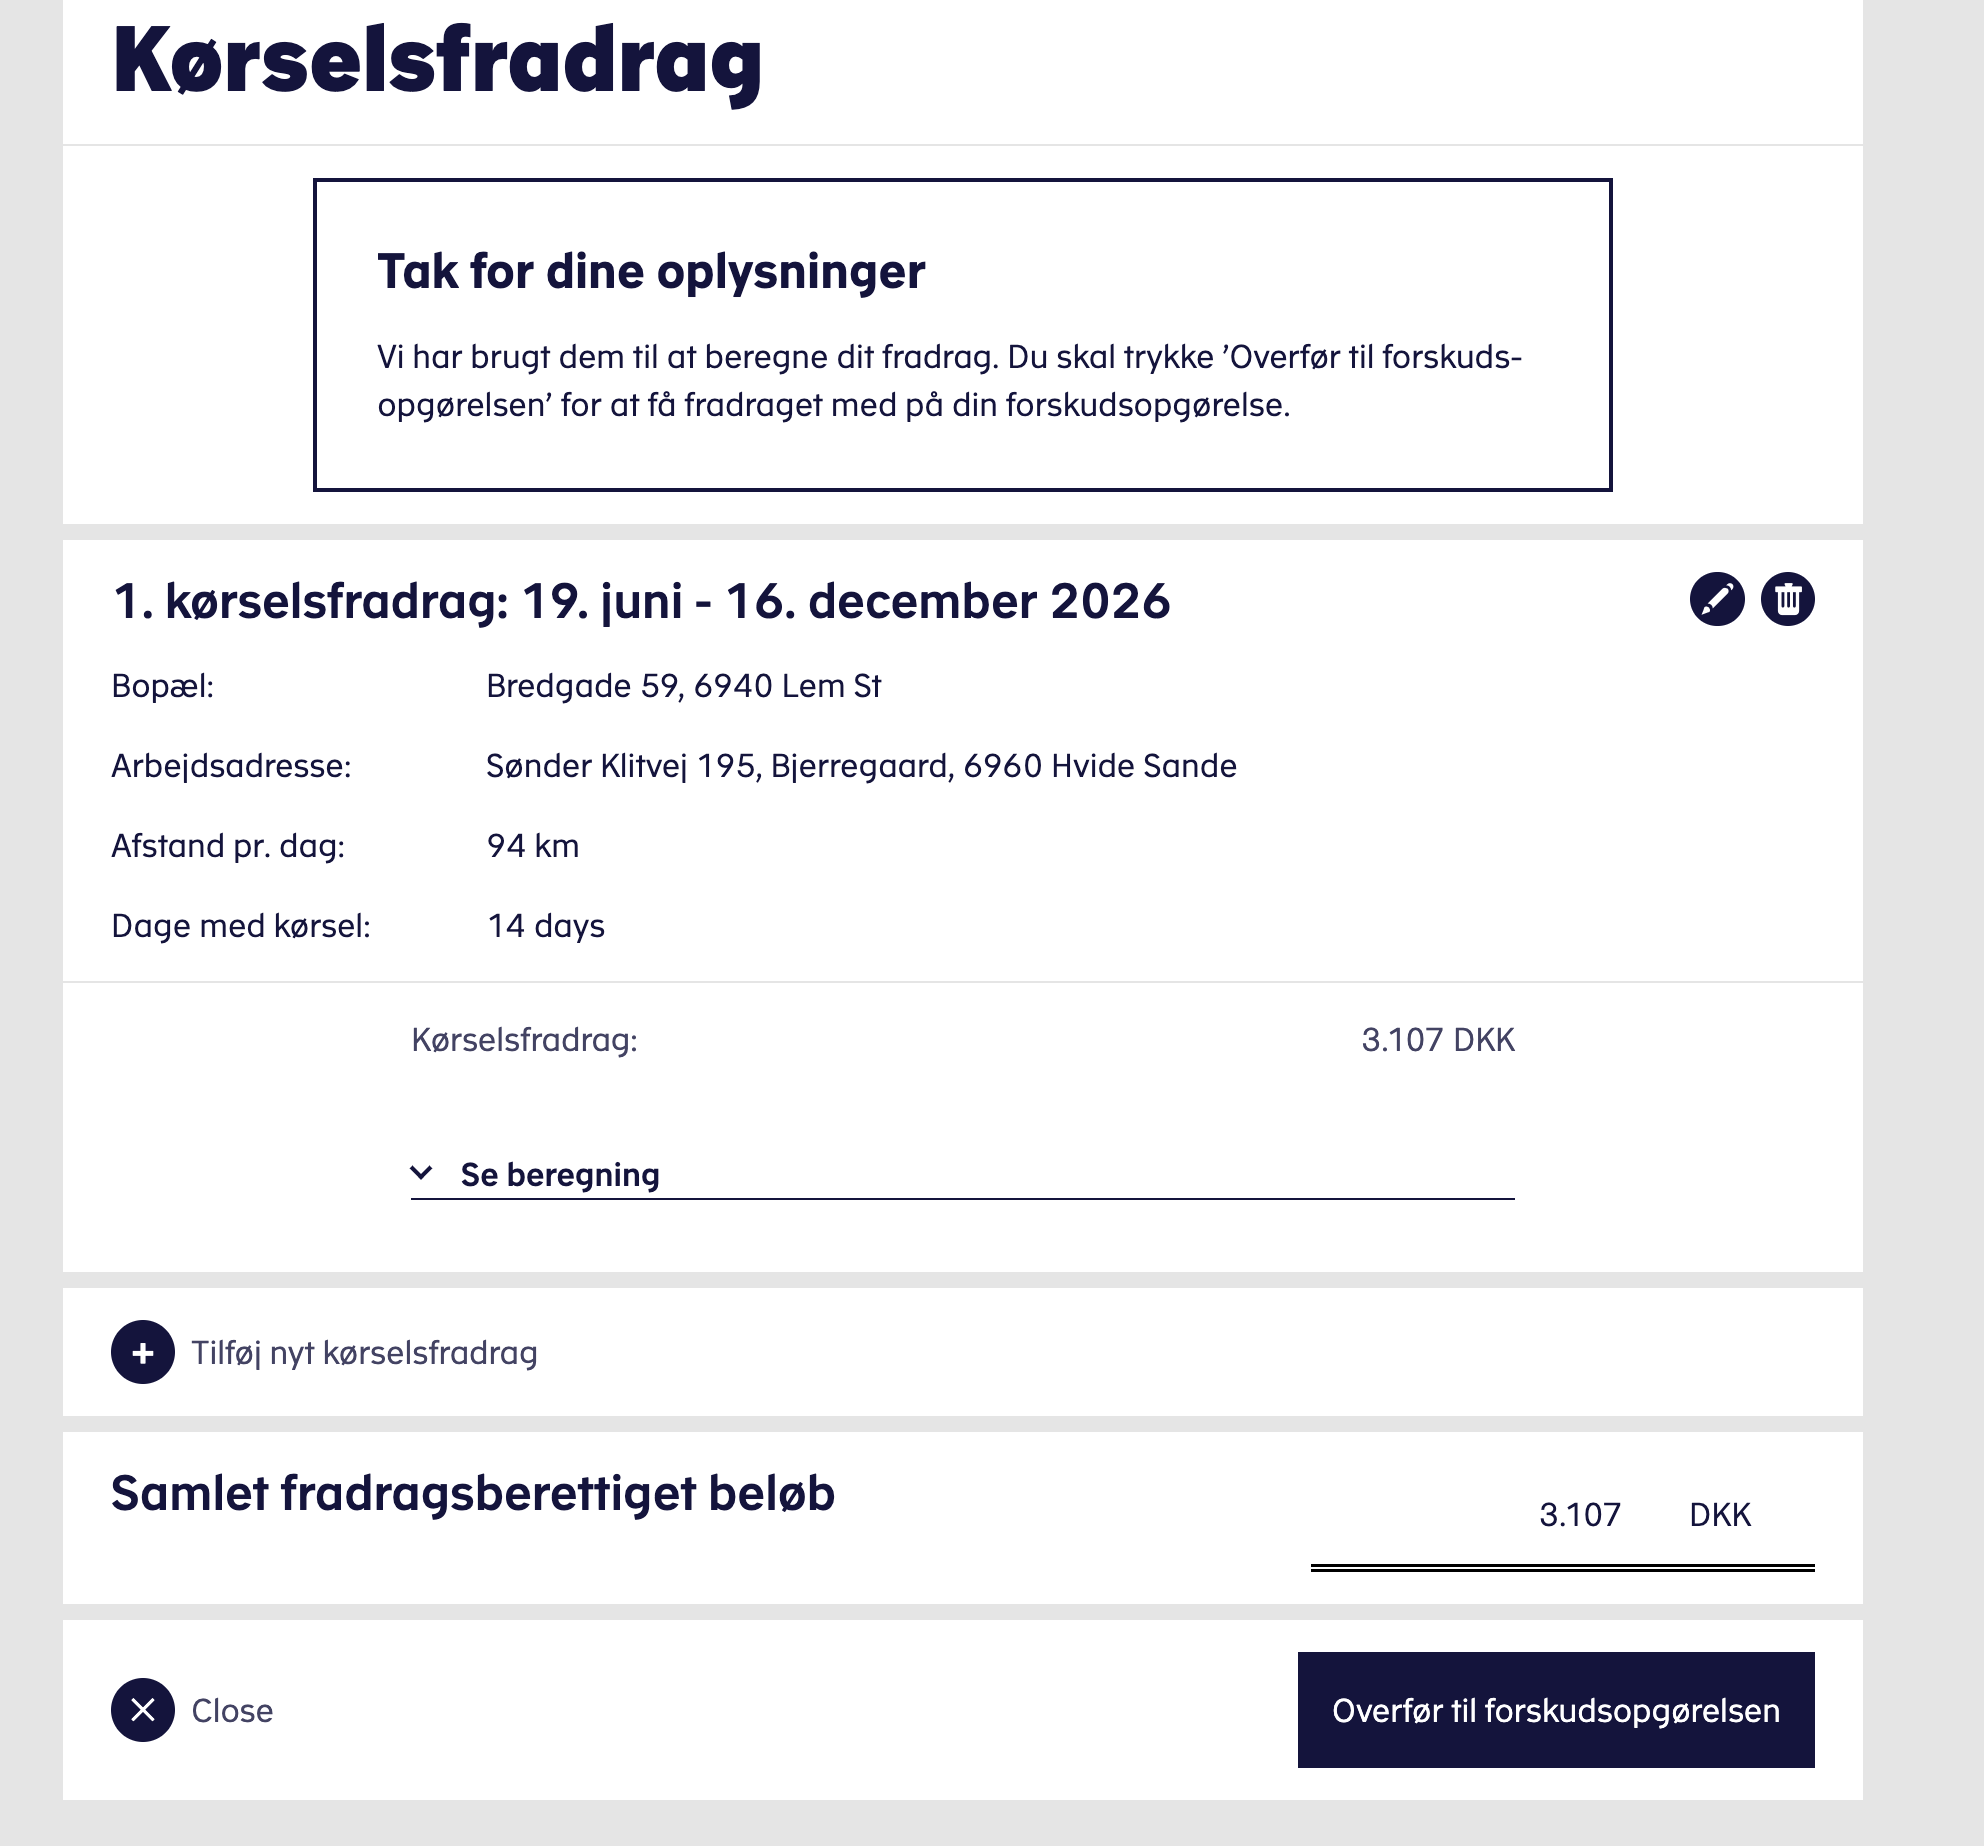 Kørselsfradrag
Tak for dine oplysninger
Vi har brugt dem til at beregne dit fradrag. Du skal trykke ’Overfør til forskuds-
opgørelsen’ for at få fradraget med på din forskudsopgørelse.
1. kørselsfradrag: 19. juni - 16. december 2026
Bopæl: Bredgade 59, 6940 Lem St
Arbejdsadresse: Sønder Klitvej 195, Bjerregaard, 6960 Hvide Sande
Afstand pr. dag: 94 km
Dage med kørsel: 14 days
Kørselsfradrag: 3.107 DKK
Se beregning
Tilføj nyt kørselsfradrag
Samlet fradragsberettiget beløb
3.107 DKK
Close Overfør til forskudsopgørelsen